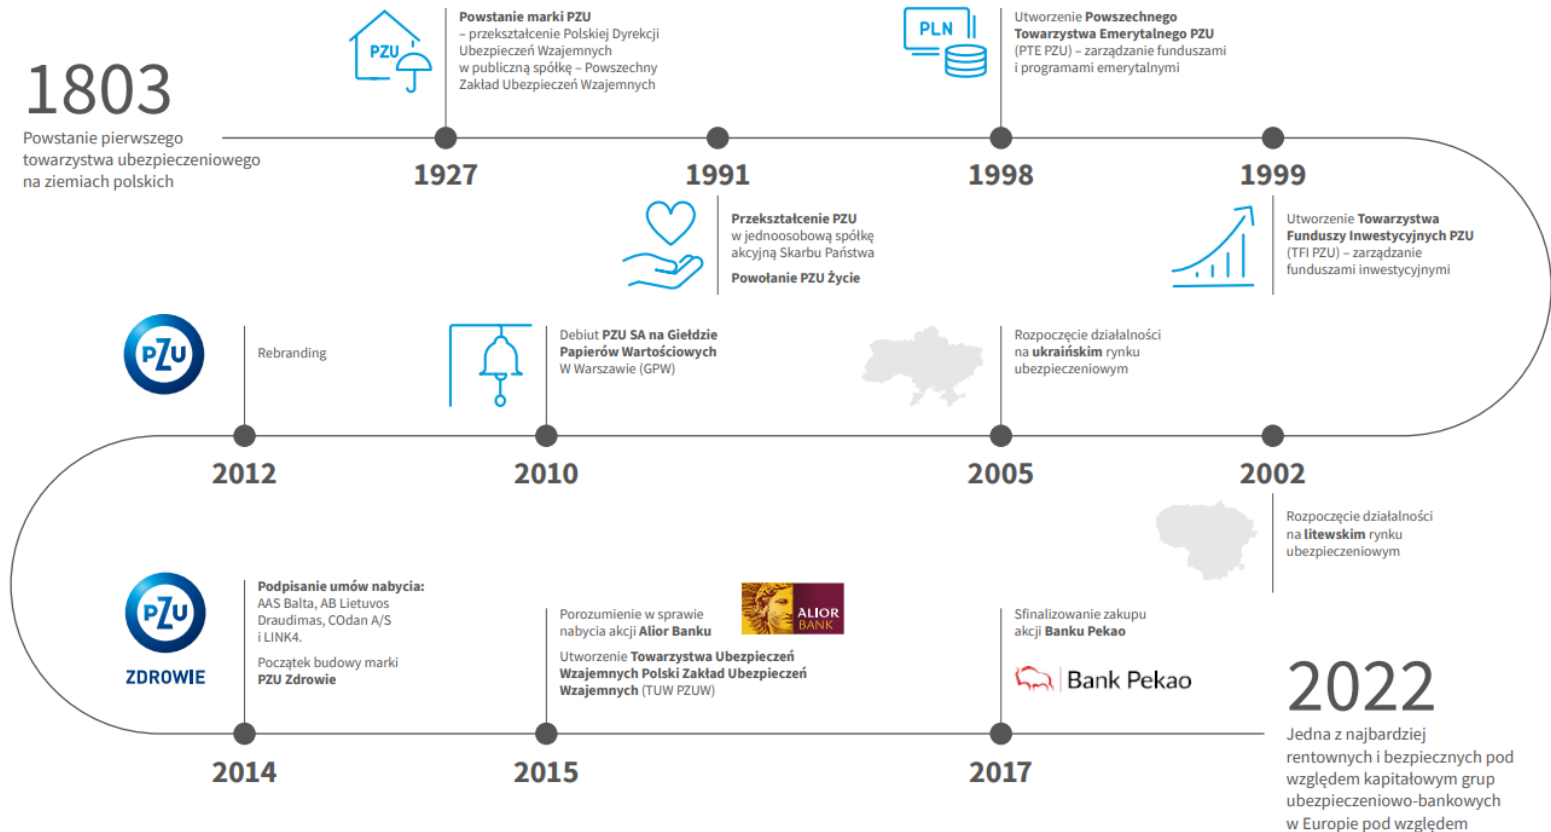 1803
Powstanie pierwszego
towarzystwa ubezpieczeniowego
na ziemiach polskich
PZU
Powstanie marki PZU
– przekształcenie Polskiej Dyrekcji
Ubezpieczeń Wzajemnych
w publiczną spółkę – Powszechny
Zakład Ubezpieczeń Wzajemnych
1927
1991
Przekształcenie PZU
w jednoosobową spółkę
akcyjną Skarbu Państwa
Powołanie PZU Życie
PLN
Utworzenie Powszechnego
Towarzystwa Emerytalnego PZU
(PTE PZU) – zarządzanie funduszami
i programami emerytalnymi
1998
1999
Utworzenie Towarzystwa
Funduszy Inwestycyjnych PZU
(TFI PZU) – zarządzanie
funduszami inwestycyjnymi
2002
Rozpoczęcie działalności
na litewskim rynku
ubezpieczeniowym
Rozpoczęcie działalności
na ukraińskim rynku
ubezpieczeniowym
2005
Debiut PZU SA na Giełdzie
Papierów Wartościowych
W Warszawie (GPW)
2010
PZU
Rebranding
2012
PZU
ZDROWIE
Podpisanie umów nabycia:
AAS Balta, AB Lietuvos
Draudimas, COdan A/S
i LINK4.
Początek budowy marki
PZU Zdrowie
2014
Porozumienie w sprawie
nabycia akcji Alior Banku
ALIOR
BANK
Utworzenie Towarzystwa Ubezpieczeń
Wzajemnych Polski Zakład Ubezpieczeń
Wzajemnych (TUW PZUW)
2015
Sfinalizowanie zakupu
akcji Banku Pekao
Bank Pekao
2017
2022
Jedna z najbardziej
rentownych i bezpiecznych pod
względem kapitałowym grup
ubezpieczeniowo-bankowych
w Europie pod względem